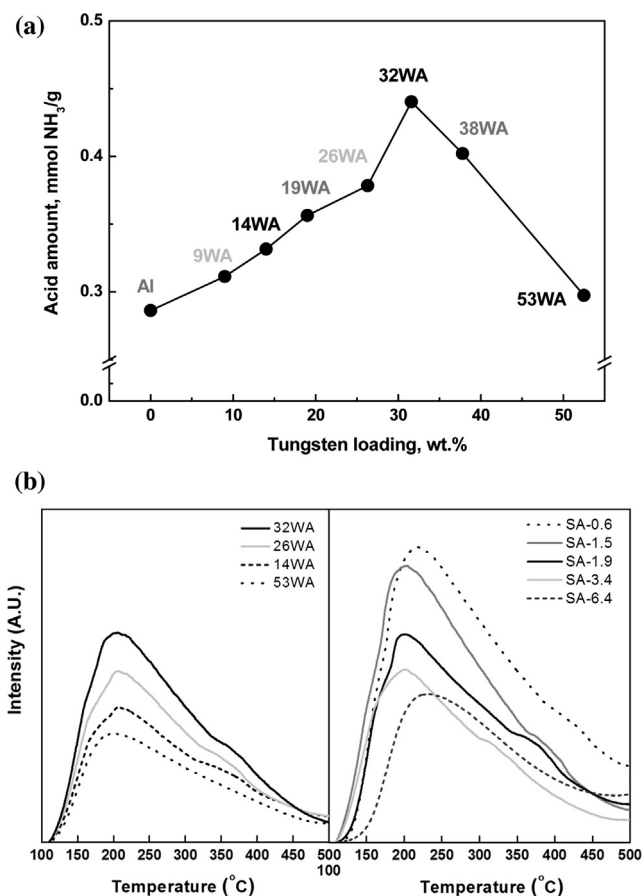 (a)
Acid amount, mmol NH₃/g
0.5
0.4
0.3
0.0
Al
9WA
14WA
19WA
26WA
32WA
38WA
53WA
0 10 20 30 40 50
Tungsten loading, wt.%
(b)
Intensity (A.U.)
32WA
26WA
14WA
53WA
SA-0.6
SA-1.5
SA-1.9
SA-3.4
SA-6.4
100 150 200 250 300 350 400 450 500
100 150 200 250 300 350 400 450 500
Temperature (°C)
Temperature (°C)